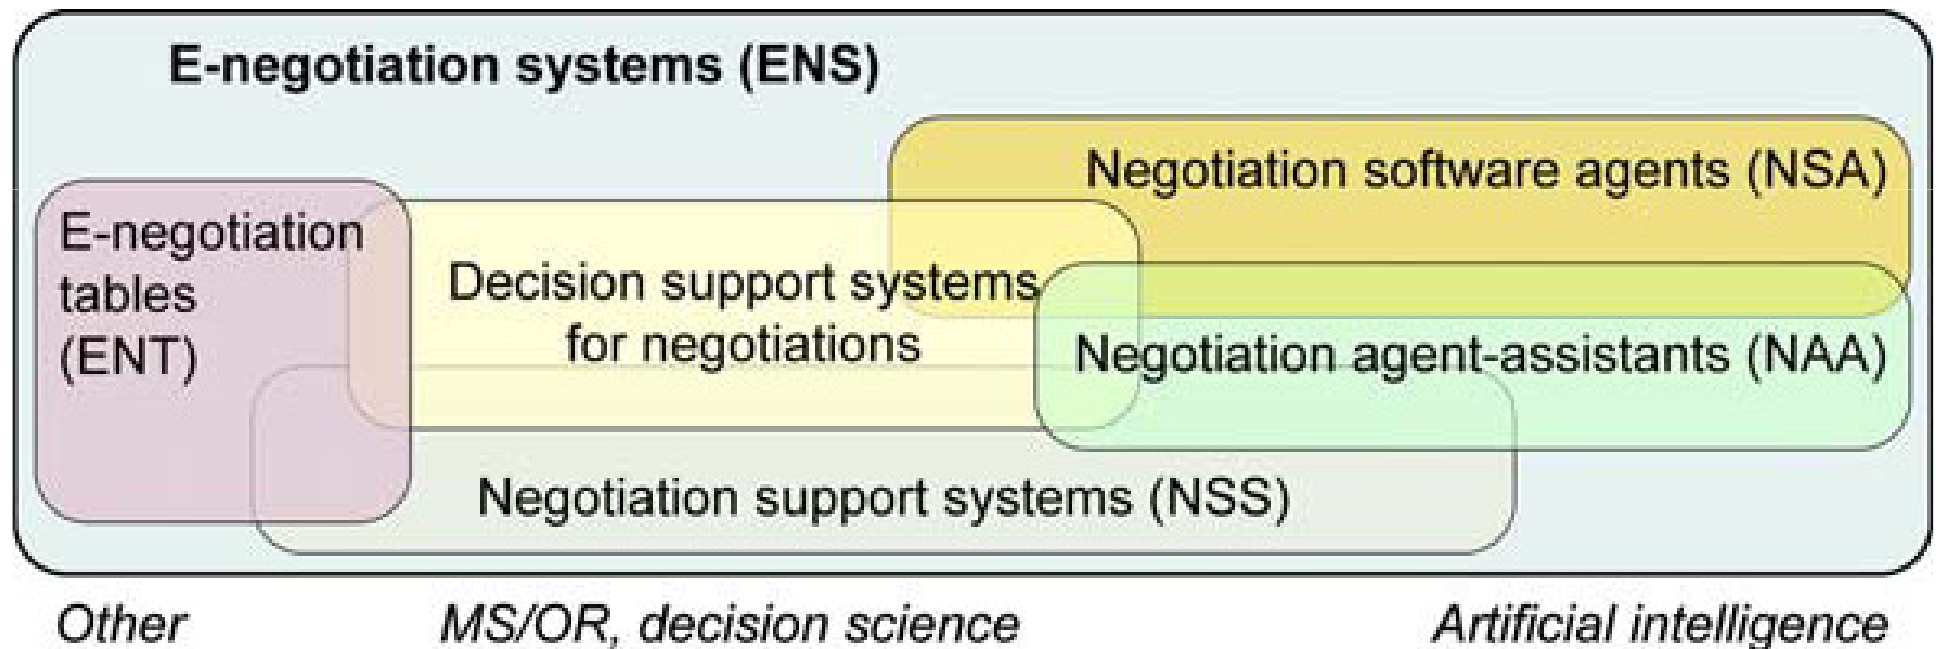 E-negotiation systems (ENS)
Negotiation software agents (NSA)
E-negotiation
tables
(ENT)
Decision support systems
for negotiations
Negotiation agent-assistants (NAA)
Negotiation support systems (NSS)
Other
MS/OR, decision science
Artificial intelligence